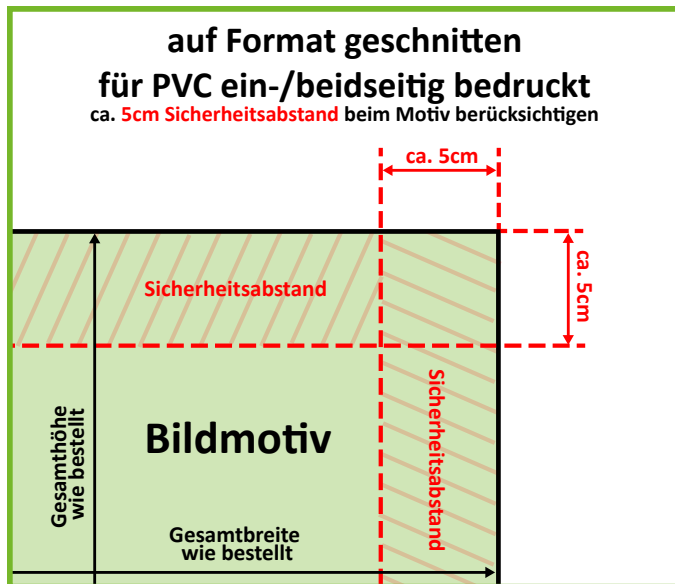 auf Format geschnitten
für PVC ein-/beidseitig bedruckt
ca. 5cm Sicherheitsabstand beim Motiv berücksichtigen
ca. 5cm
ca. 5cm
Sicherheitsabstand
Sicherheitsabstand
Gesamthöhe
wie bestellt
Bildmotiv
Gesamtbreite
wie bestellt